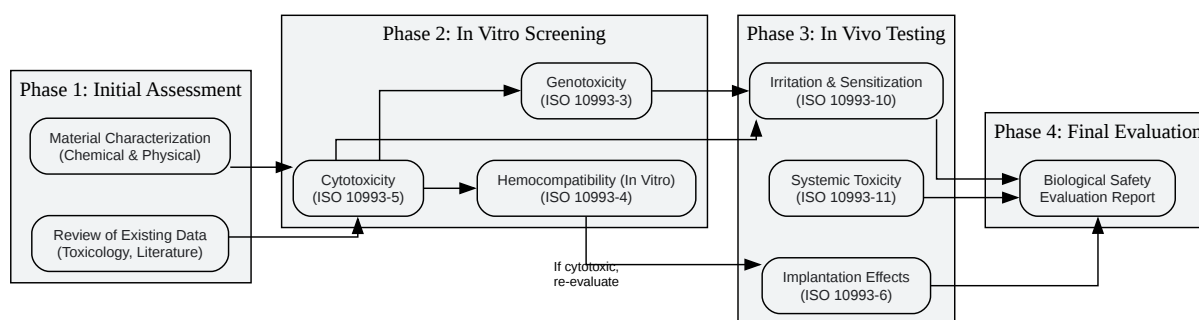 Phase 1: Initial Assessment
Material Characterization
(Chemical & Physical)
Review of Existing Data
(Toxicology, Literature)
Phase 2: In Vitro Screening
Genotoxicity
(ISO 10993-3)
Cytotoxicity
(ISO 10993-5)
Hemocompatibility (In Vitro)
(ISO 10993-4)
If cytotoxic,
re-evaluate
Phase 3: In Vivo Testing
Irritation & Sensitization
(ISO 10993-10)
Systemic Toxicity
(ISO 10993-11)
Implantation Effects
(ISO 10993-6)
Phase 4: Final Evaluation
Biological Safety
Evaluation Report